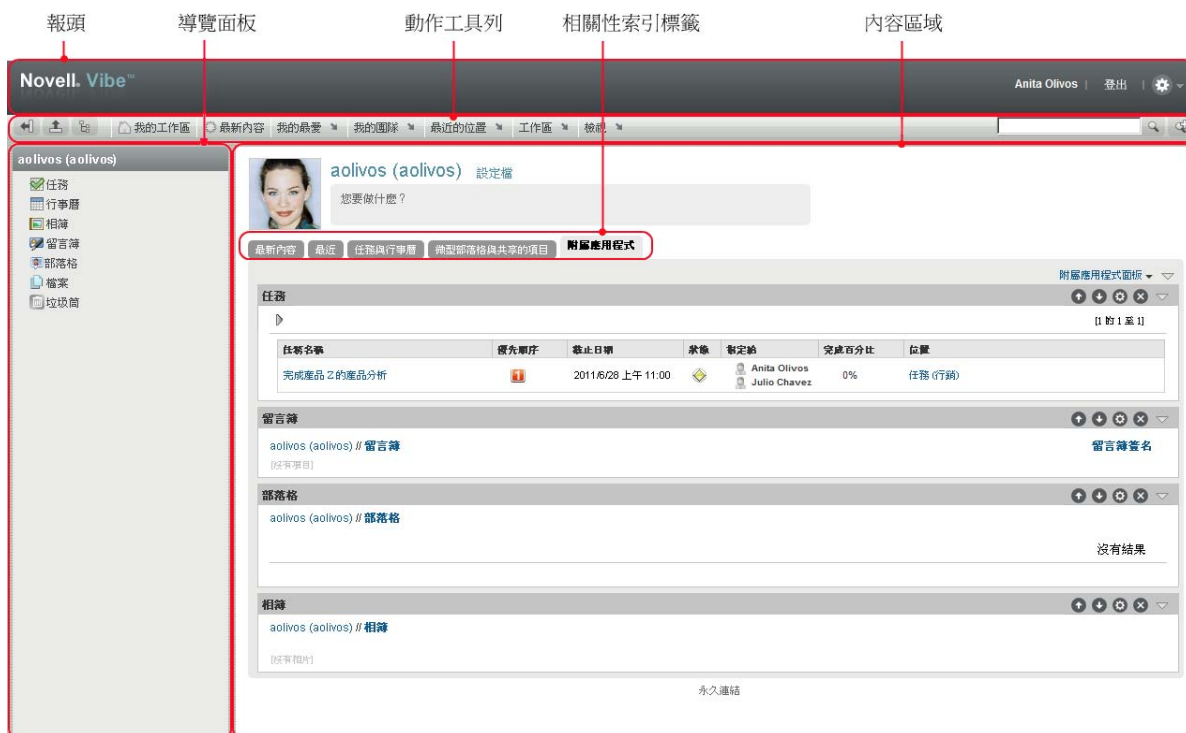 報頭 導覽面板 動作工具列 相關性索引標籤 內容區域
Novell® Vibe™ Anita Olivos | 登出 |
我的工作區 最新內容 我的最愛 我的團隊 最近的位置 工作區 檢視
aolivos (aolivos)
任務
行事曆
相簿
留言簿
部落格
檔案
垃圾筒
aolivos (aolivos) 設定檔
您要做什麼？
最新內容 最近 任務與行事曆 微型部落格與共享的項目 附屬應用程式
附屬應用程式面板
任務
[1 的 1 至 1]
任務名稱 優先順序 截止日期 狀態 指定給 完成百分比 位置
完成產品 Z 的產品分析 2011/6/28 上午 11:00 Anita Olivos 0% 任務 (行銷)
Julio Chavez
留言簿
aolivos (aolivos) // 留言簿 留言簿簽名
[沒有項目]
部落格
aolivos (aolivos) // 部落格
沒有結果
相簿
aolivos (aolivos) // 相簿
[沒有相片]
永久連結